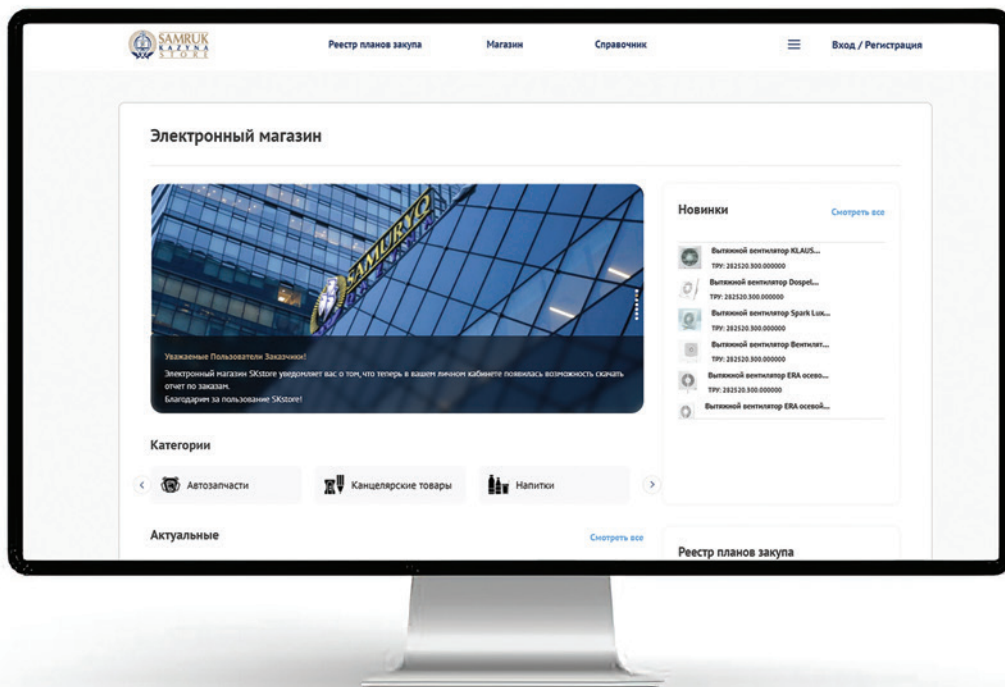 SAMRUK
KAZYNA
STORE
Реестр планов закупа
Магазин
Справочник
Вход / Регистрация
Электронный магазин
SAMURYQ
Уважаемые Пользователи Заказчики!
Электронный магазин SKstore уведомляет вас о том, что теперь в вашем личном кабинете появилась возможность скачать
отчет по заказам.
Благодарим за пользование SKstore!
Новинки
Смотреть все
Вытяжной вентилятор KLAUS...
ТРУ: 282520.300.000000
Вытяжной вентилятор Dospel...
ТРУ: 282520.300.000000
Вытяжной вентилятор Spark Lux...
ТРУ: 282520.300.000000
Вытяжной вентилятор Вентилят...
ТРУ: 282520.300.000000
Вытяжной вентилятор ERA осево...
ТРУ: 282520.300.000000
Вытяжной вентилятор ERA осевой...
Категории
Автозапчасти
Канцелярские товары
Напитки
Актуальные
Смотреть все
Реестр планов закупа